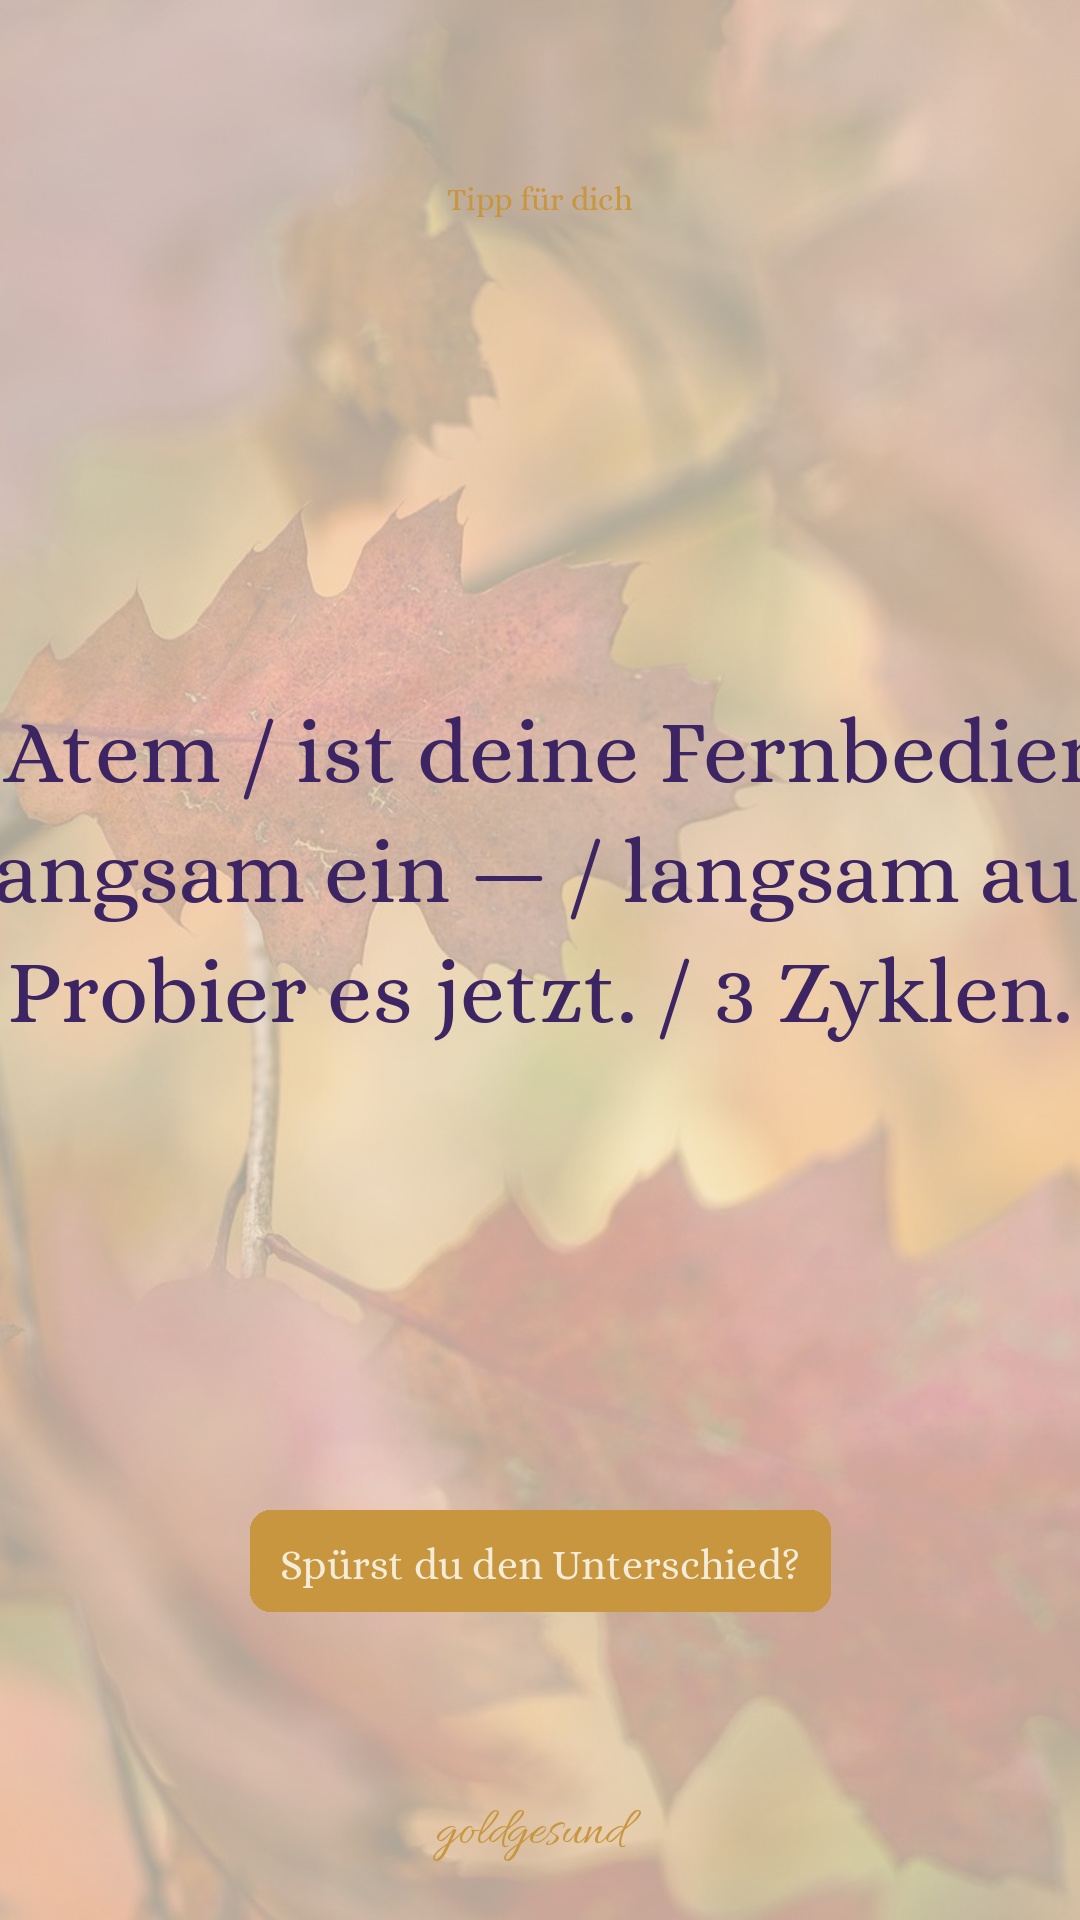 Tipp für dich
Atem / ist deine Fernbedien
angsam ein — / langsam au
Probier es jetzt. / 3 Zyklen.
Spürst du den Unterschied?
goldgesund